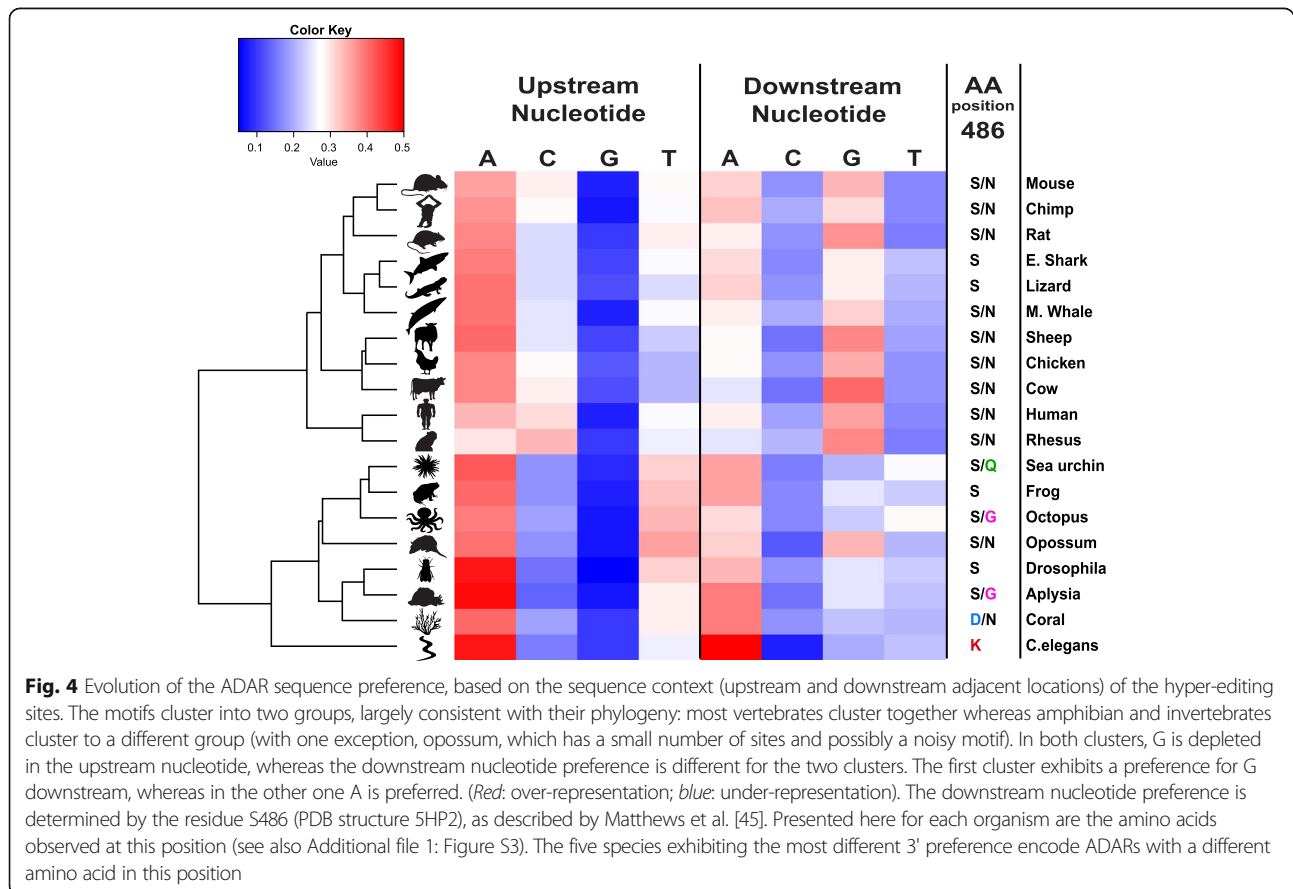 Color Key
0.1 0.2 0.3 0.4 0.5
Value
Upstream
Nucleotide
Downstream
Nucleotide
AA
position
486
A C G T A C G T
S/N Mouse
S/N Chimp
S/N Rat
S E. Shark
S Lizard
S/N M. Whale
S/N Sheep
S/N Chicken
S/N Cow
S/N Human
S/N Rhesus
S/Q Sea urchin
S Frog
S/G Octopus
S/N Opossum
S Drosophila
S/G Aplysia
D/N Coral
K C.elegans
Fig. 4 Evolution of the ADAR sequence preference, based on the sequence context (upstream and downstream adjacent locations) of the hyper-editing
sites. The motifs cluster into two groups, largely consistent with their phylogeny: most vertebrates cluster together whereas amphibian and invertebrates
cluster to a different group (with one exception, opossum, which has a small number of sites and possibly a noisy motif). In both clusters, G is depleted
in the upstream nucleotide, whereas the downstream nucleotide preference is different for the two clusters. The first cluster exhibits a preference for G
downstream, whereas in the other one A is preferred. (Red: over-representation; blue: under-representation). The downstream nucleotide preference is
determined by the residue S486 (PDB structure 5HP2), as described by Matthews et al. [45]. Presented here for each organism are the amino acids
observed at this position (see also Additional file 1: Figure S3). The five species exhibiting the most different 3' preference encode ADARs with a different
amino acid in this position